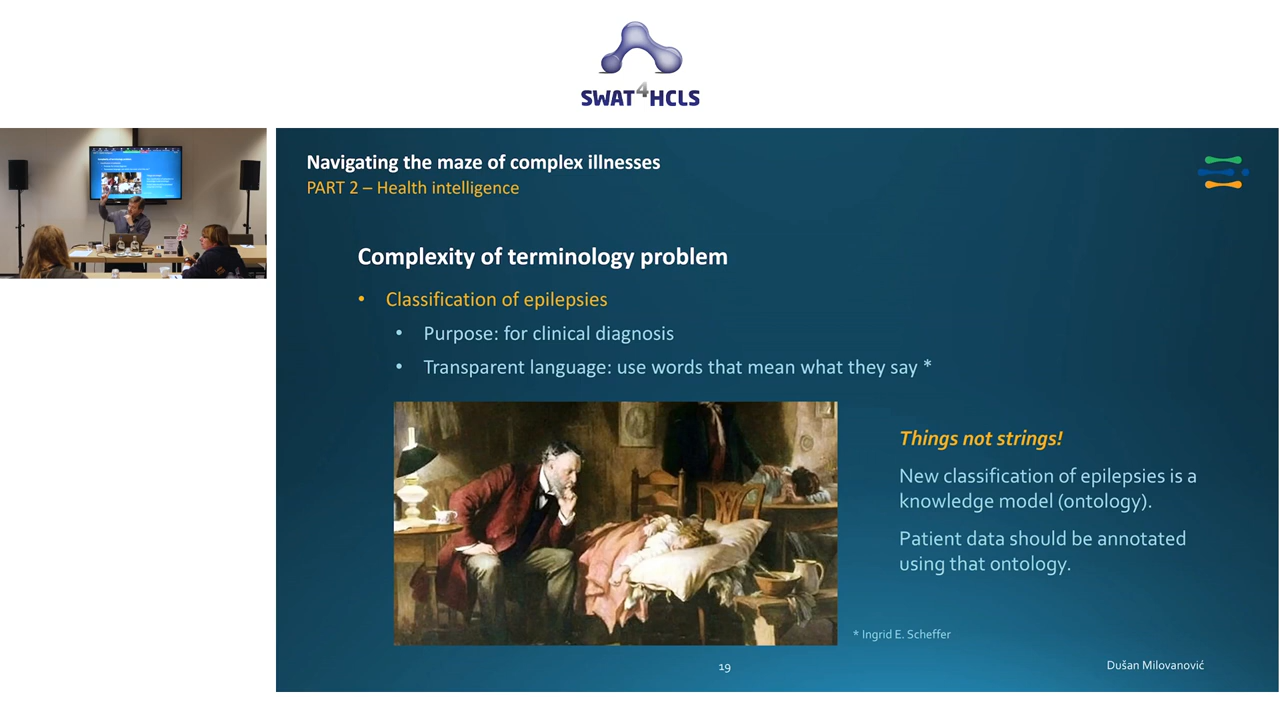 SWAT4HCLS
Navigating the maze of complex illnesses
PART 2 – Health intelligence
Complexity of terminology problem
• Classification of epilepsies
• Purpose: for clinical diagnosis
• Transparent language: use words that mean what they say *
Things not strings!
New classification of epilepsies is a
knowledge model (ontology).
Patient data should be annotated
using that ontology.
* Ingrid E. Scheffer
19
Dušan Milovanović